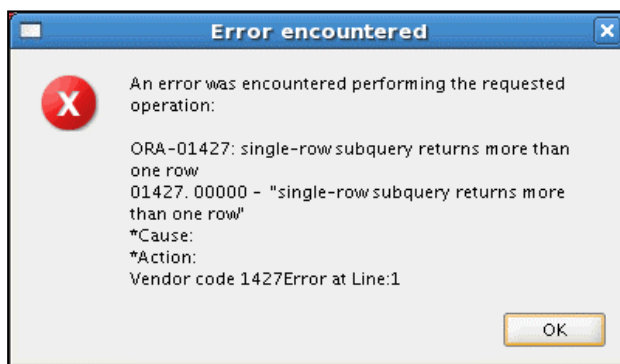 Error encountered
An error was encountered performing the requested
operation:
ORA-01427: single-row subquery returns more than
one row
01427. 00000 - "single-row subquery returns more
than one row"
*Cause:
*Action:
Vendor code 1427Error at Line:1
OK